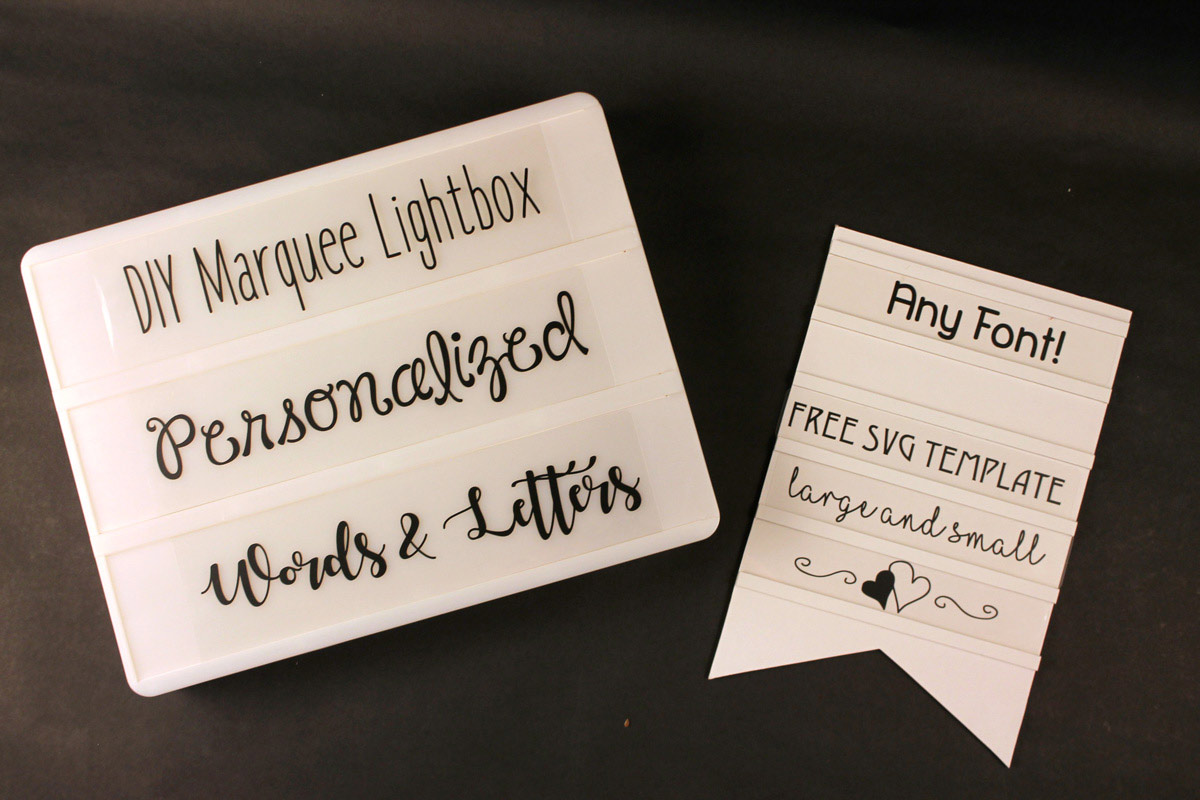 DIY Marquee Lightbox
Personalized
Words & Letters
Any Font!
FREE SVG TEMPLATE
large and small